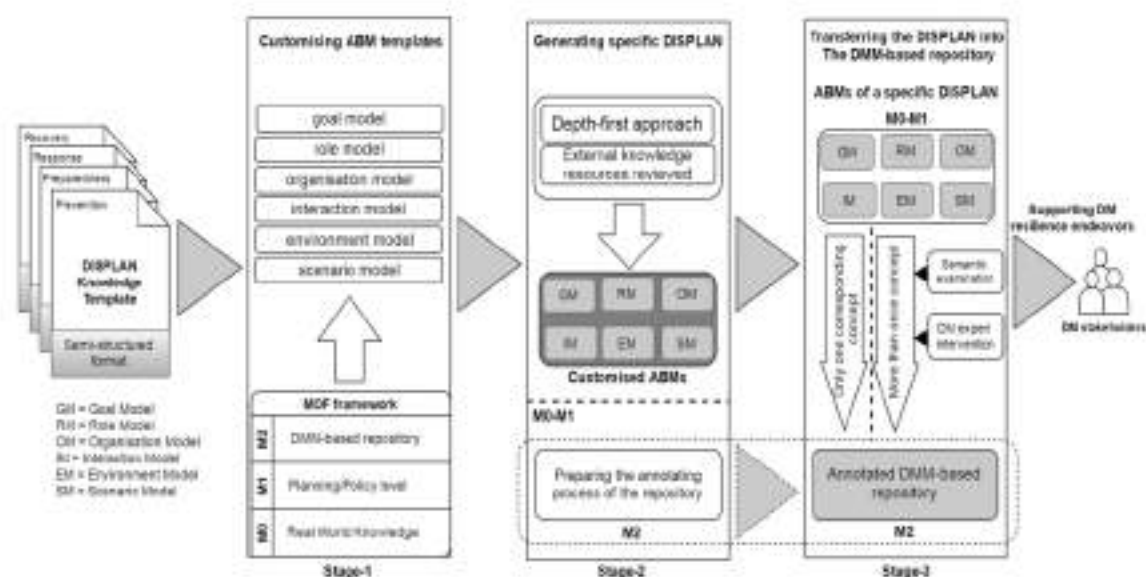 Customising ABM templates
goal model
role model
organisation model
interaction model
environment model
scenario model
MOF framework
M2
DMM-based repository
M1
Planning/Policy level
M0
Real World Knowledge
Stage-1
Recovery
Response
Preparedness
Prevention
DISPLAN
Knowledge
Template
Semi-structured
format
GM = Goal Model
RM = Role Model
OM = Organisation Model
IM = Interaction Model
EM = Environment Model
SM = Scenario Model
Generating specific DISPLAN
Depth-first approach
External knowledge
resources reviewed
GM
RM
OM
IM
EM
SM
Customised ABMs
M0-M1
Preparing the annotating
process of the repository
M2
Stage-2
Transferring the DISPLAN into
The DMM-based repository
ABMs of a specific DISPLAN
M0-M1
GM
RM
OM
IM
EM
SM
Only one corresponding
concept
More than once concept
Semantic
examination
DM expert
intervention
Annotated DMM-based
repository
M2
Stage-3
Supporting DM
resilience endeavors
DM stakeholders